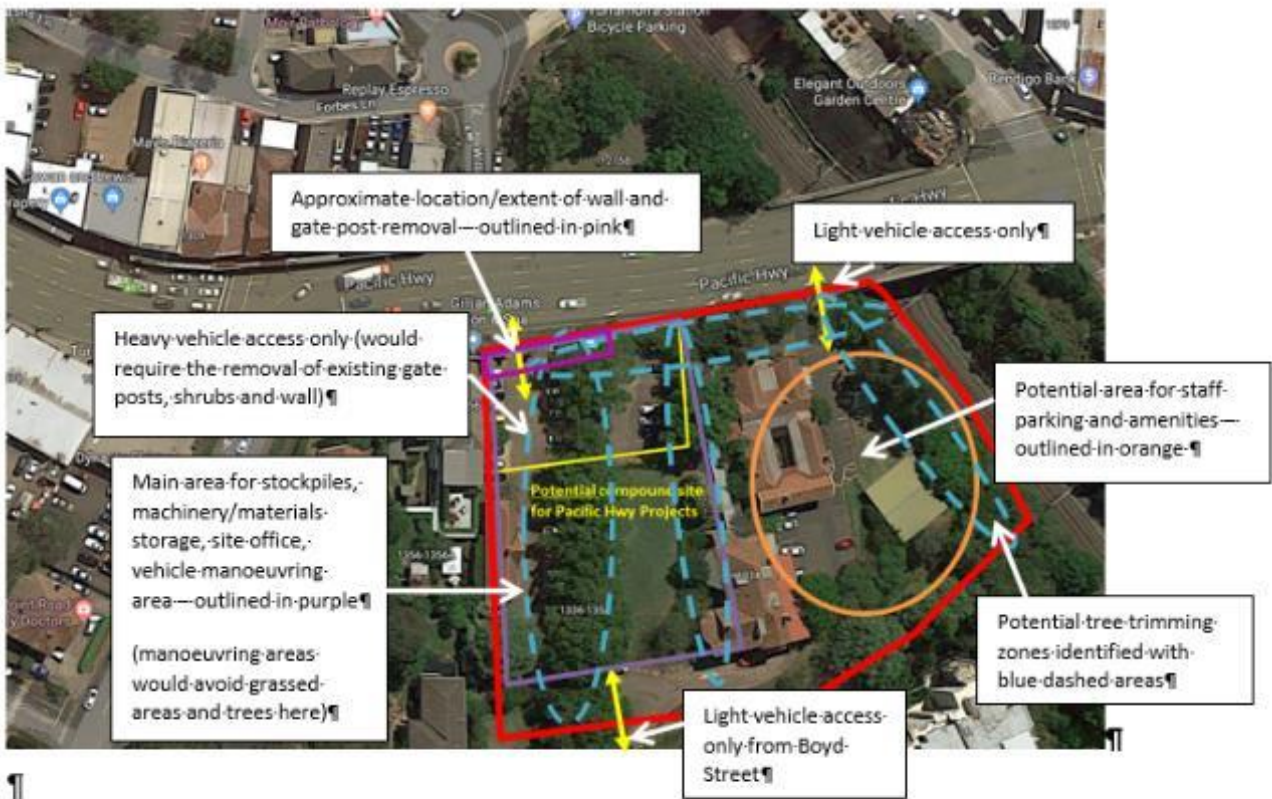 Bicycle Parking
Replay Espresso
Forbes Ln
Elegant Outdoors
Garden Centre
Bendigo Bank
Approximate location/extent of wall and
gate post removal — outlined in pink¶
Light vehicle access only¶
Pacific Hwy
Pacific Hwy
Gillian Adams
Heavy vehicle access only (would
require the removal of existing gate
posts, shrubs and wall)¶
Potential area for staff
parking and amenities —
outlined in orange ¶
Main area for stockpiles,
machinery/materials
storage, site office,
vehicle manoeuvring
area — outlined in purple¶
(manoeuvring areas
would avoid grassed
areas and trees here)¶
Potential compound site
for Pacific Hwy Projects
Potential tree trimming
zones identified with
blue dashed areas¶
Light vehicle access
only from Boyd
Street¶
¶
¶